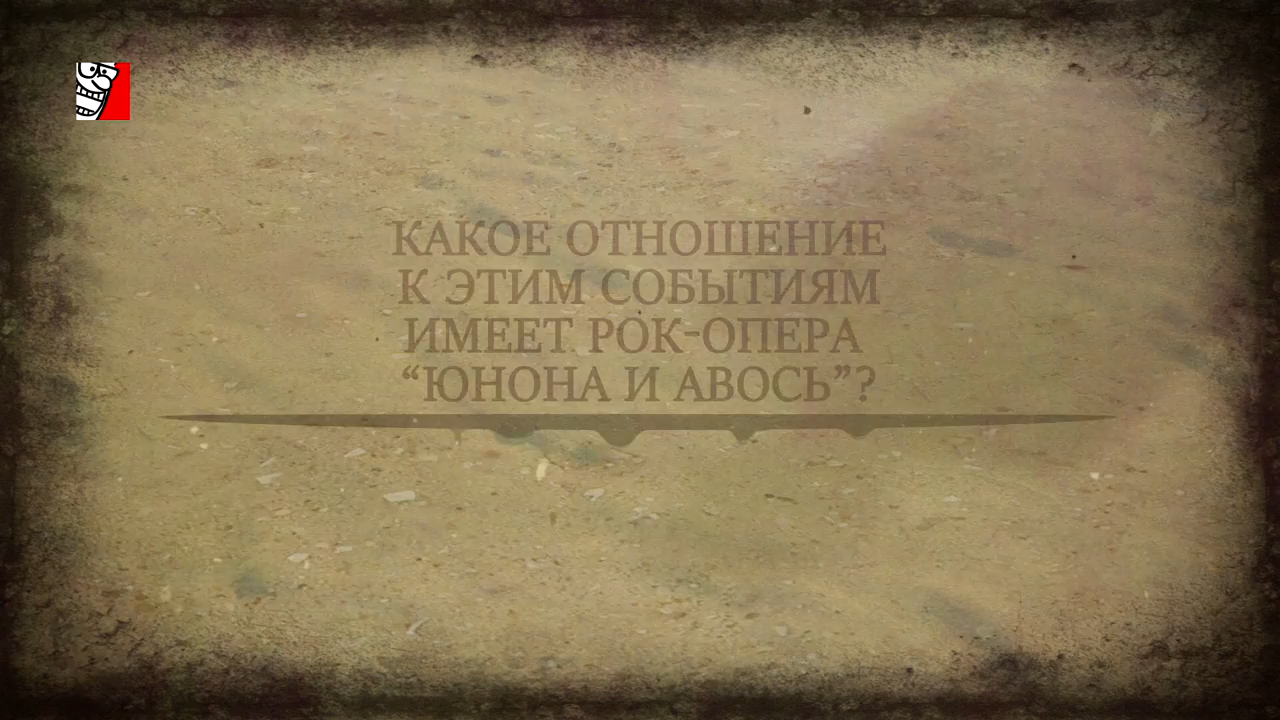 КАКОЕ ОТНОШЕНИЕ
К ЭТИМ СОБЫТИЯМ
ИМЕЕТ РОК-ОПЕРА
“ЮНОНА И АВОСЬ”?